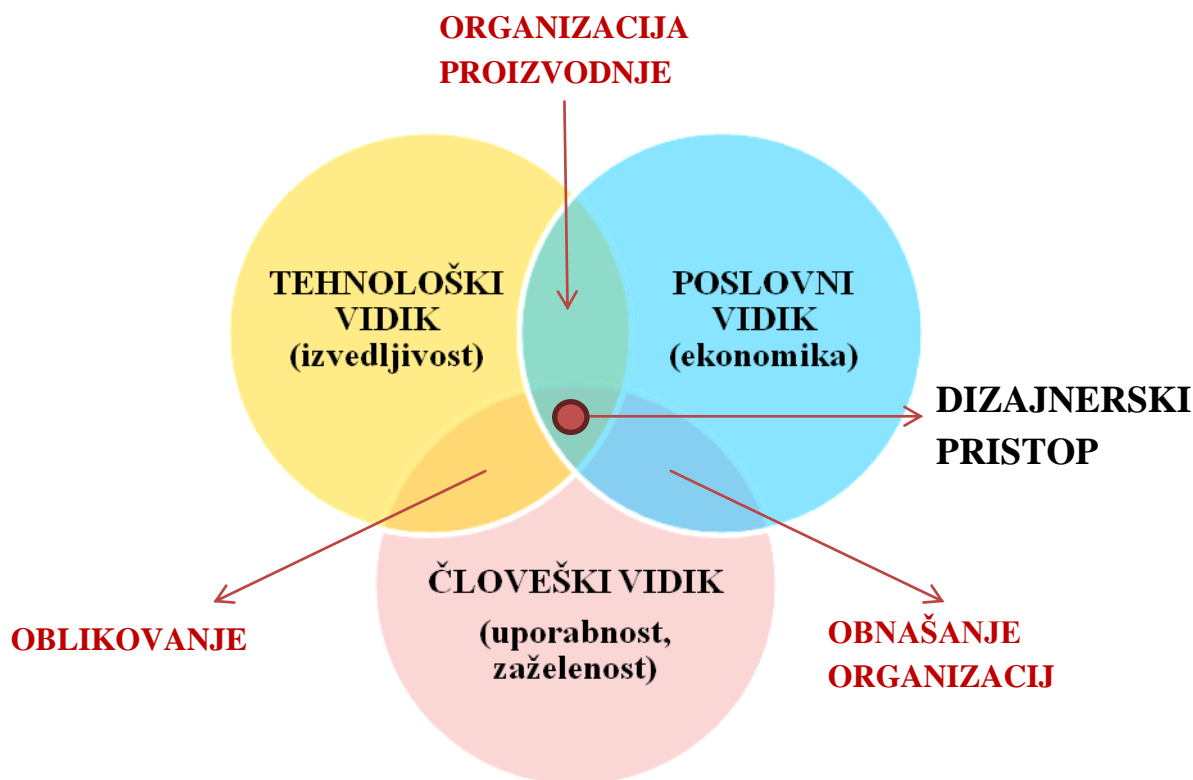 ORGANIZACIJA
PROIZVODNJE
TEHNOLOŠKI
VIDIK
(izvedljivost)
POSLOVNI
VIDIK
(ekonomika)
DIZAJNERSKI
PRISTOP
ČLOVEŠKI VIDIK
(uporabnost,
zaželenost)
OBLIKOVANJE
OBNAŠANJE
ORGANIZACIJ